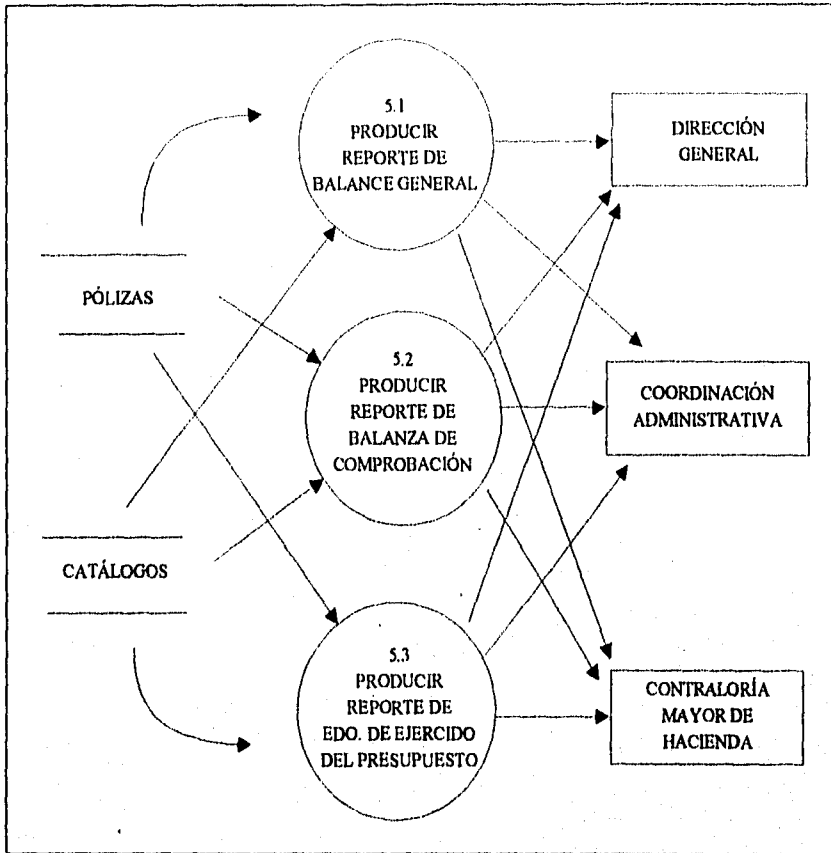 5.1
PRODUCIR
REPORTE DE
BALANCE GENERAL
DIRECCIÓN
GENERAL
PÓLIZAS
5.2
PRODUCIR
REPORTE DE
BALANZA DE
COMPROBACIÓN
COORDINACIÓN
ADMINISTRATIVA
CATÁLOGOS
5.3
PRODUCIR
REPORTE DE
EDO. DE EJERCIDO
DEL PRESUPUESTO
CONTRALORÍA
MAYOR DE
HACIENDA